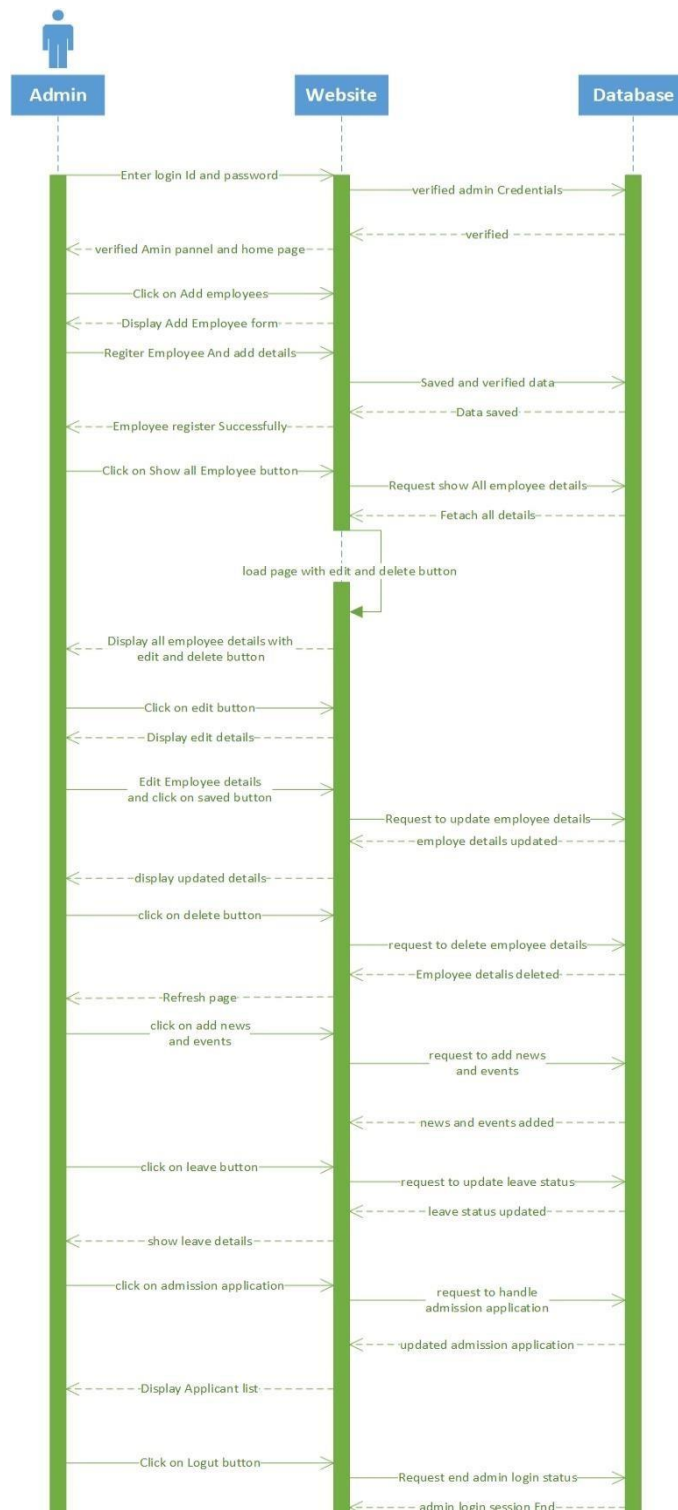 Admin
Website
Database
Enter login Id and password
verified admin Credentials
verified
verified Amin pannel and home page
Click on Add employees
Display Add Employee form
Regiter Employee And add details
Saved and verified data
Data saved
Employee register Successfully
Click on Show all Employee button
Request show All employee details
Fetach all details
load page with edit and delete button
Display all employee details with
edit and delete button
Click on edit button
Display edit details
Edit Employee details
and click on saved button
Request to update employee details
employe details updated
display updated details
click on delete button
request to delete employee details
Employee detalis deleted
Refresh page
click on add news
and events
request to add news
and events
news and events added
click on leave button
request to update leave status
leave status updated
show leave details
click on admission application
request to handle
admission application
updated admission application
Display Applicant list
Click on Logut button
Request end admin login status
admin login session End